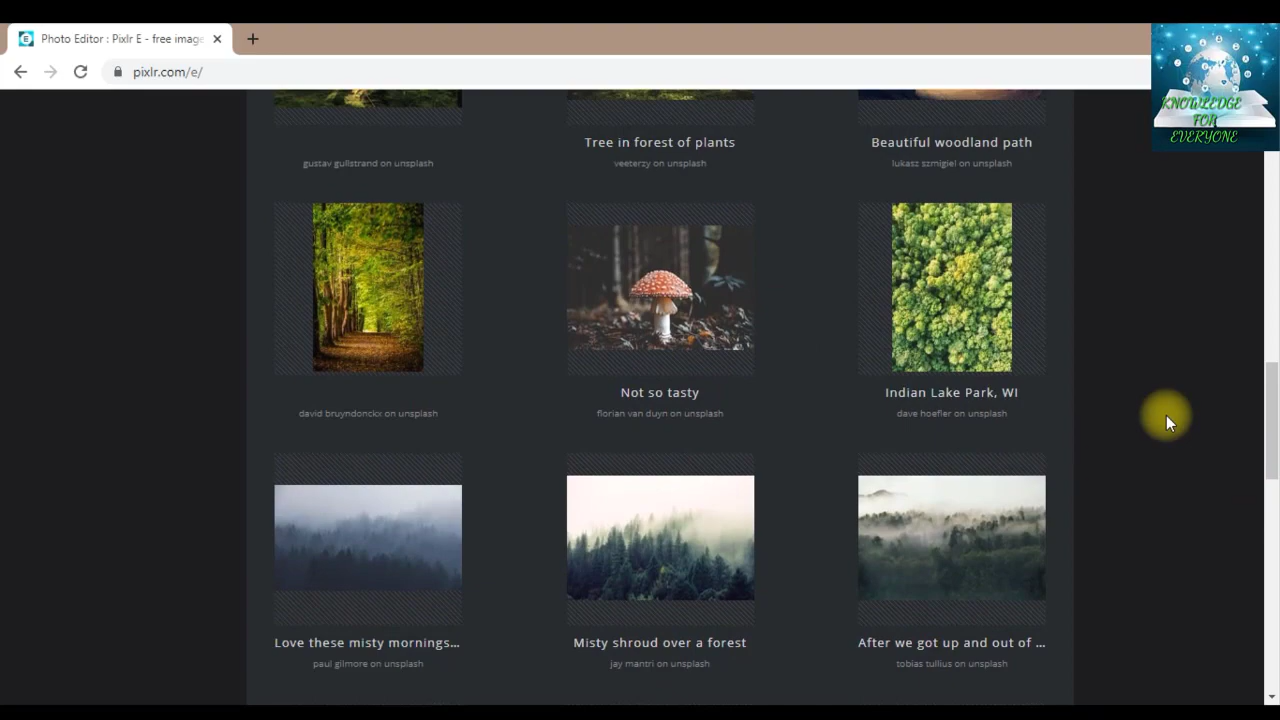 Photo Editor : Pixlr E - free imag
pixlr.com/e/
KNOWLEDGE
FOR
EVERYONE
Tree in forest of plants
Beautiful woodland path
gustav gullstrand on unsplash
veeterzy on unsplash
lukasz szmigiel on unsplash
Not so tasty
Indian Lake Park, WI
david bruyndonckx on unsplash
florian van duyn on unsplash
dave hoefler on unsplash
Love these misty mornings...
Misty shroud over a forest
After we got up and out of ...
paul gilmore on unsplash
jay mantri on unsplash
tobias tullius on unsplash